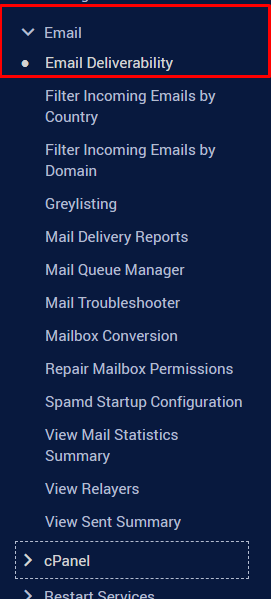 Email
Email Deliverability
Filter Incoming Emails by
Country
Filter Incoming Emails by
Domain
Greylisting
Mail Delivery Reports
Mail Queue Manager
Mail Troubleshooter
Mailbox Conversion
Repair Mailbox Permissions
Spamd Startup Configuration
View Mail Statistics
Summary
View Relayers
View Sent Summary
cPanel
Restart Services